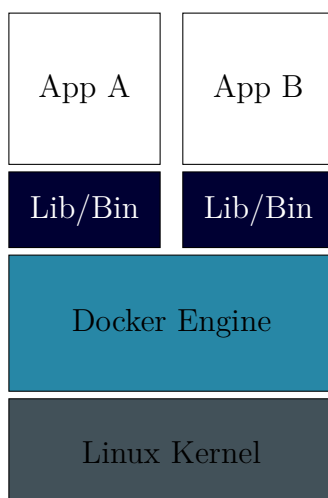 App A
App B
Lib/Bin
Lib/Bin
Docker Engine
Linux Kernel